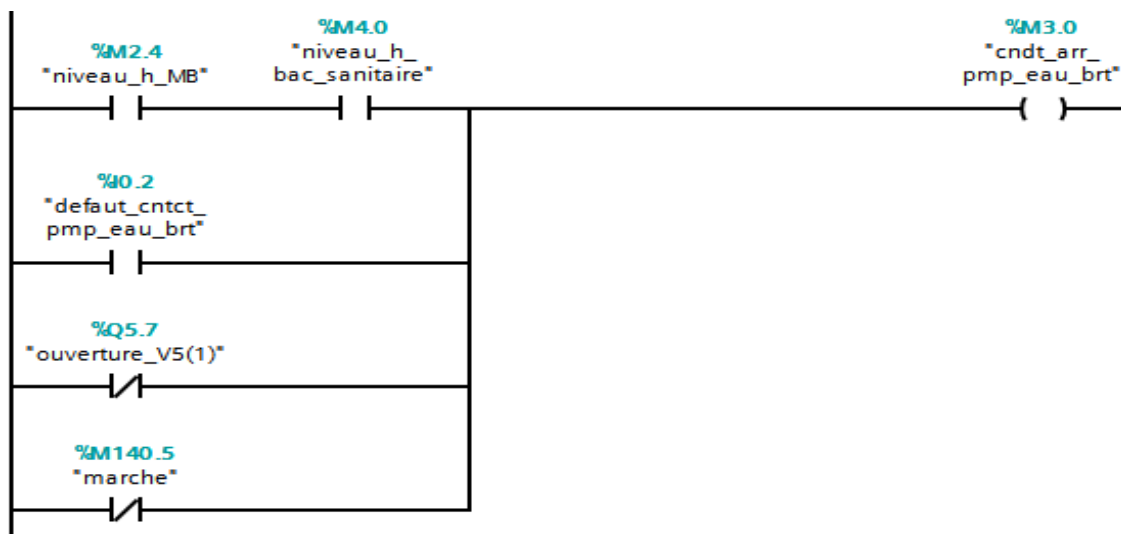 %M2.4
"niveau_h_MB"
%M4.0
"niveau_h_
bac_sanitaire"
%M3.0
"cndt_arr_
pmp_eau_brt"
%I0.2
"defaut_cntct_
pmp_eau_brt"
%Q5.7
"ouverture_V5(1)"
%M140.5
"marche"